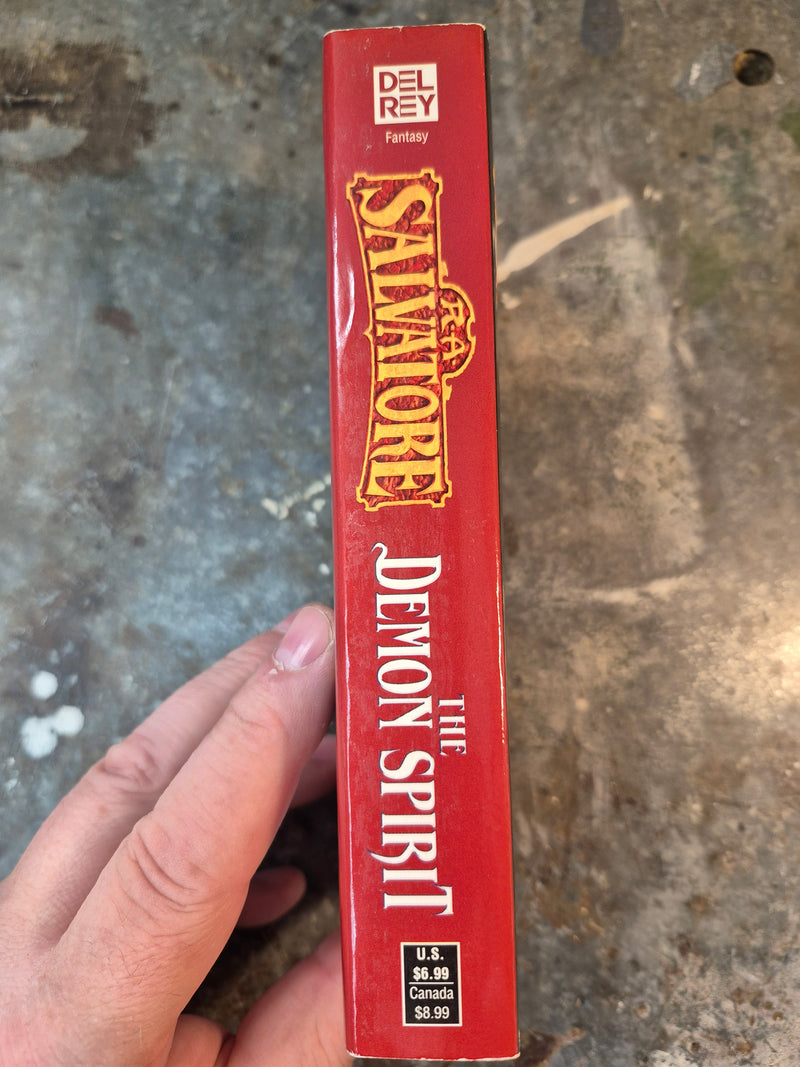 DEL
REY
Fantasy
R·A
SALVATORE
THE
DEMON SPIRIT
U.S.
$6.99
Canada
$8.99